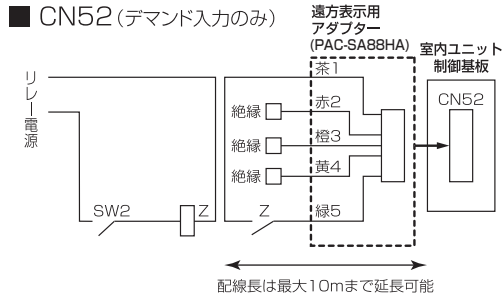 ■ CN52（デマンド入力のみ）
遠方表示用
アダプター
(PAC-SA88HA)
室内ユニット
制御基板
リレー電源
茶1
赤2
橙3
黄4
緑5
絶縁
絶縁
絶縁
CN52
SW2
Z
Z
配線長は最大10mまで延長可能